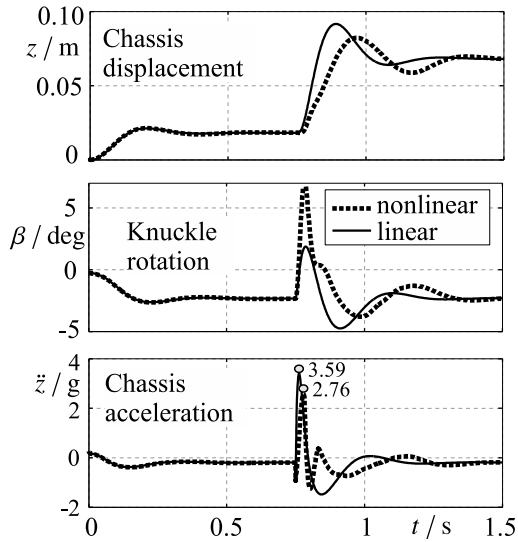 0.10
z / m
Chassis
displacement
0.05
0
5
β / deg
Knuckle
rotation
nonlinear
linear
0
-5
4
z̈ / g
Chassis
acceleration
3.59
2.76
2
0
-2
0
0.5
1
t / s
1.5